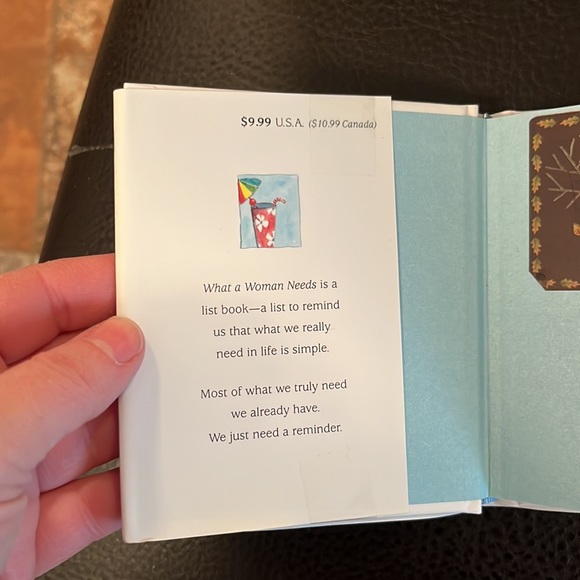 $9.99 U.S.A. ($10.99 Canada)
What a Woman Needs is a
list book—a list to remind
us that what we really
need in life is simple.
Most of what we truly need
we already have.
We just need a reminder.